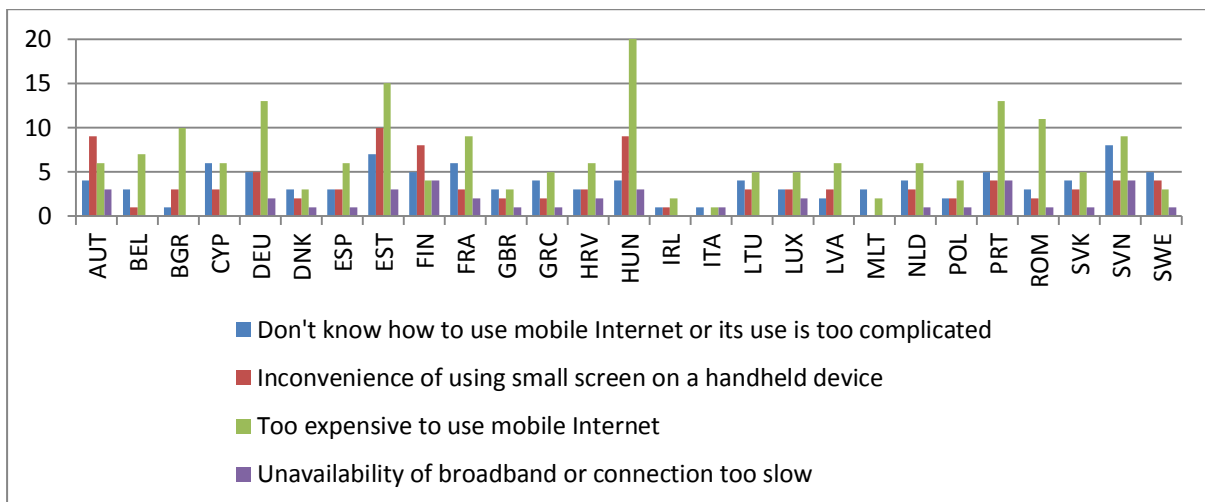 20
15
10
5
0
AUT BEL BGR CYP DEU DNK ESP EST FIN FRA GBR GRC HRV HUN IRL ITA LTU LUX LVA MLT NLD POL PRT ROM SVK SVN SWE
Don't know how to use mobile Internet or its use is too complicated
Inconvenience of using small screen on a handheld device
Too expensive to use mobile Internet
Unavailability of broadband or connection too slow